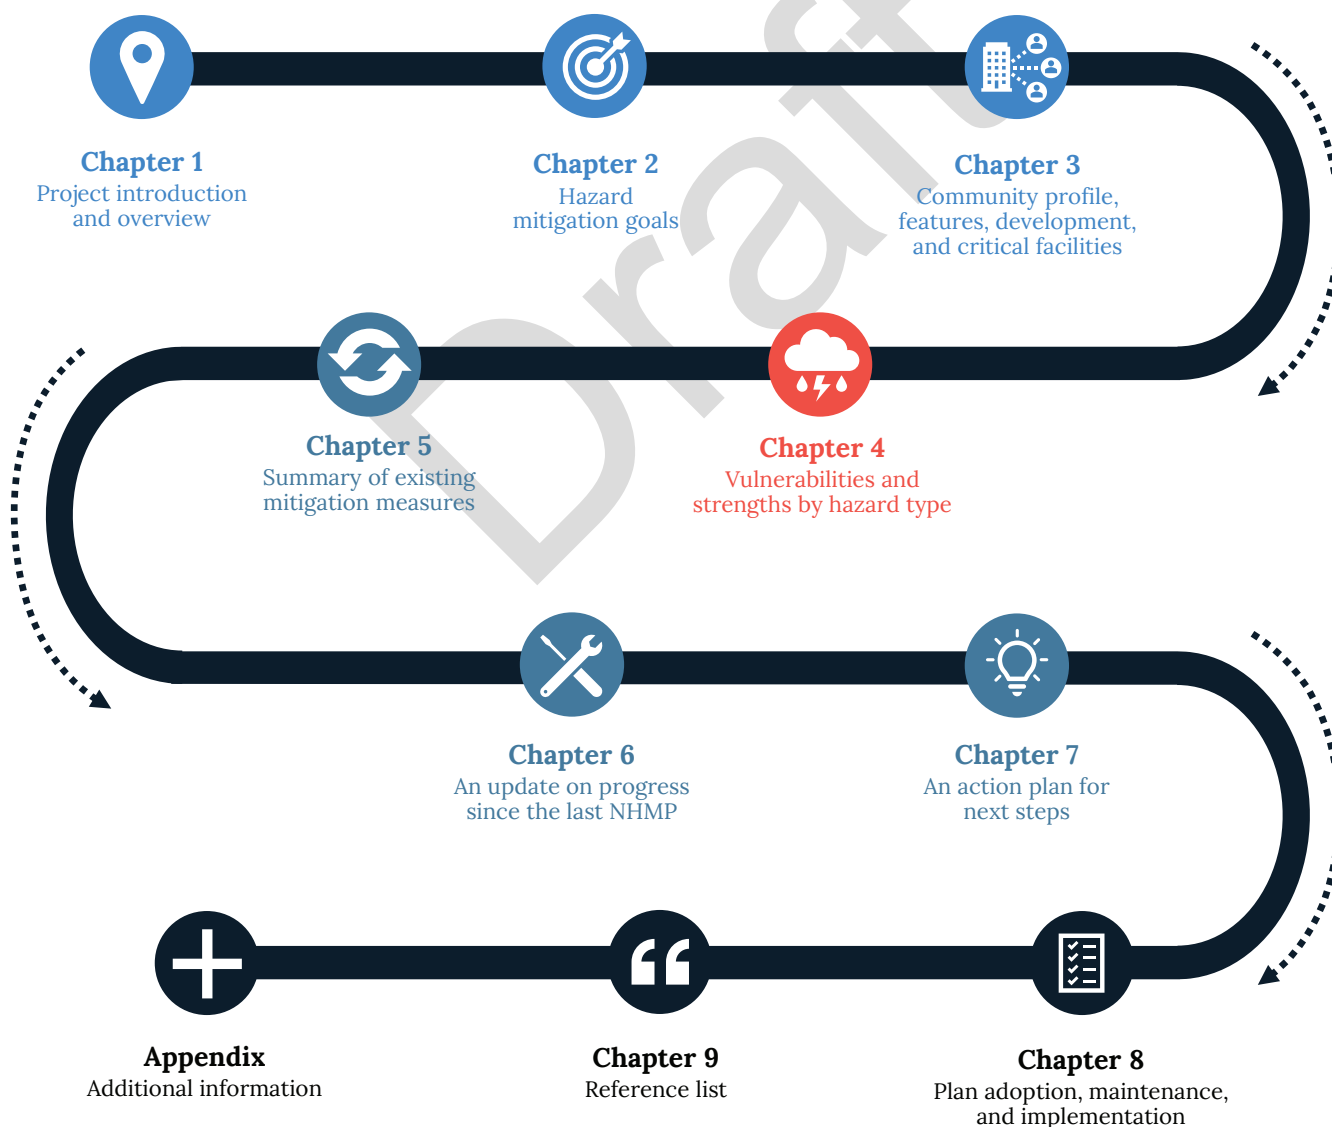 Chapter 1
Project introduction
and overview
Chapter 2
Hazard
mitigation goals
Chapter 3
Community profile,
features, development,
and critical facilities
Chapter 4
Vulnerabilities and
strengths by hazard type
Chapter 5
Summary of existing
mitigation measures
Chapter 6
An update on progress
since the last NHMP
Chapter 7
An action plan for
next steps
Chapter 8
Plan adoption, maintenance,
and implementation
Chapter 9
Reference list
Appendix
Additional information
Draft